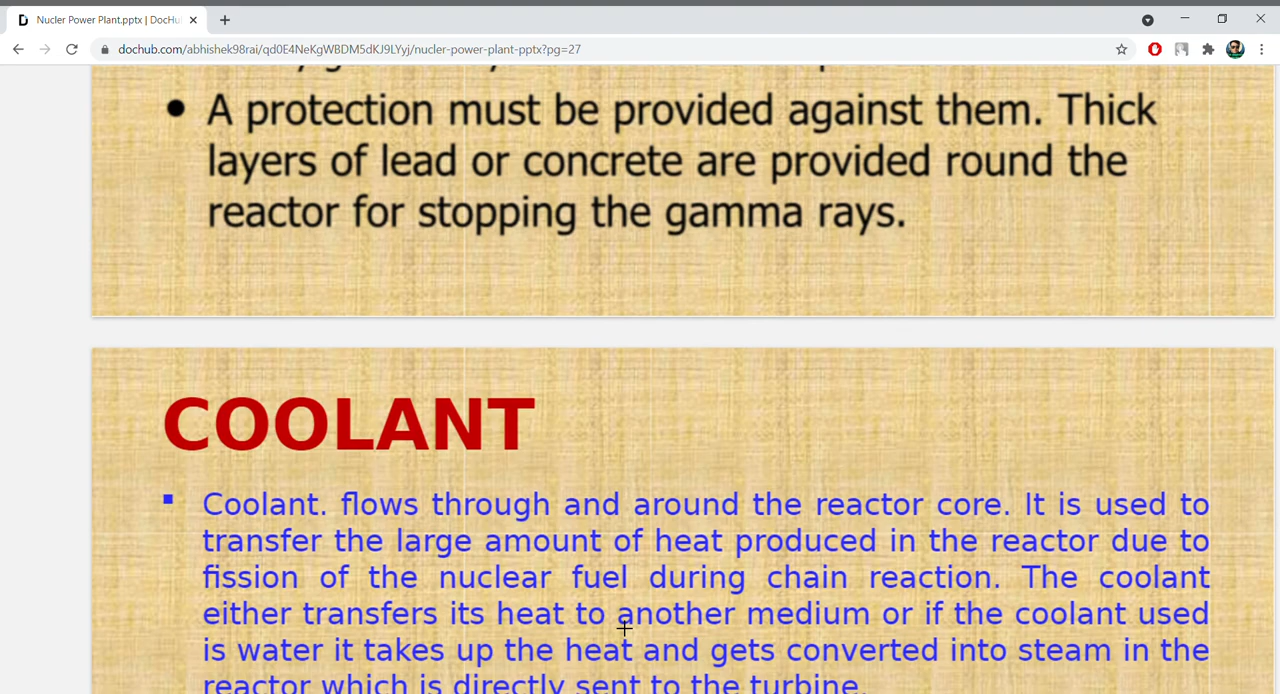 Nucler Power Plant.pptx | DocHu
dochub.com/abhishek98rai/qd0E4NeKgWBDM5dKJ9LYyj/nucler-power-plant-pptx?pg=27
• A protection must be provided against them. Thick
layers of lead or concrete are provided round the
reactor for stopping the gamma rays.
COOLANT
▪ Coolant. flows through and around the reactor core. It is used to
transfer the large amount of heat produced in the reactor due to
fission of the nuclear fuel during chain reaction. The coolant
either transfers its heat to another medium or if the coolant used
is water it takes up the heat and gets converted into steam in the
reactor which is directly sent to the turbine.